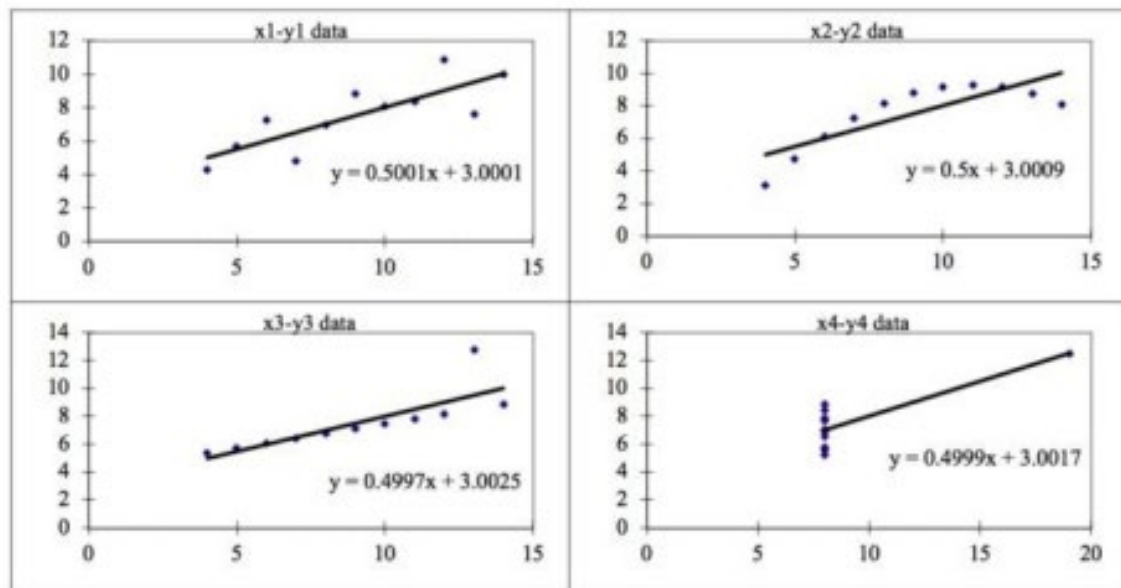 x1-y1 data
12
10
8
6
4
2
0
0 5 10 15
y = 0.5001x + 3.0001
x2-y2 data
12
10
8
6
4
2
0
0 5 10 15
y = 0.5x + 3.0009
x3-y3 data
14
12
10
8
6
4
2
0
0 5 10 15
y = 0.4997x + 3.0025
x4-y4 data
14
12
10
8
6
4
2
0
0 5 10 15 20
y = 0.4999x + 3.0017